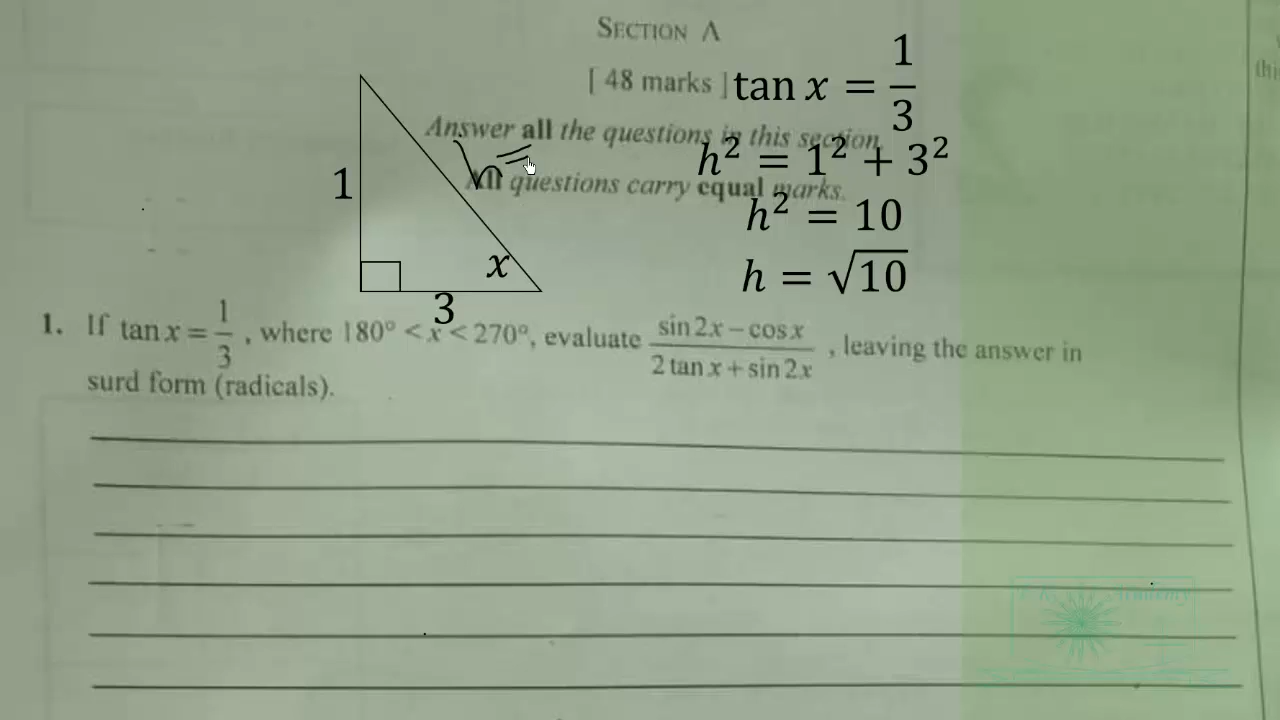 SECTION A
[ 48 marks ]
tan x = 1/3
Answer all the questions in this section.
h² = 1² + 3²
All questions carry equal marks.
1
h² = 10
x
h = √10
3
1. If tan x = 1/3 , where 180° < x < 270°, evaluate (sin 2x – cos x)/(2 tan x + sin 2x) , leaving the answer in
surd form (radicals).
Academy